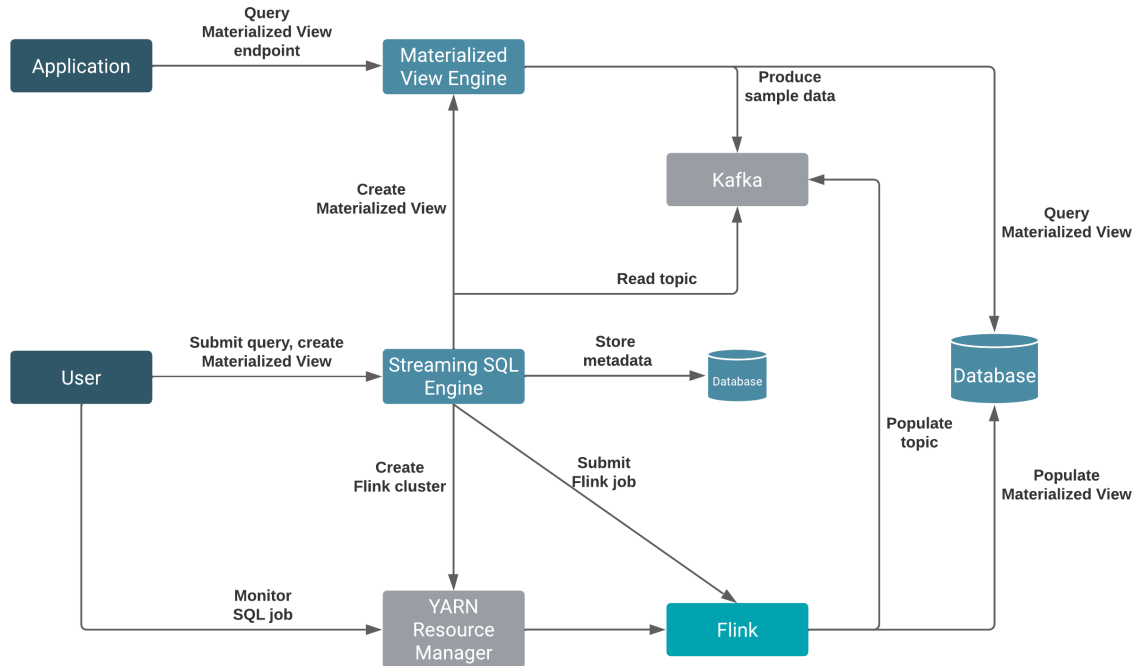 Query
Materialized View
endpoint
Application
Materialized
View Engine
Produce
sample data
Kafka
Create
Materialized View
Query
Materialized View
Read topic
Submit query, create
Materialized View
Store
metadata
User
Streaming SQL
Engine
Database
Database
Populate
topic
Create
Flink cluster
Submit
Flink job
Populate
Materialized View
Monitor
SQL job
YARN
Resource
Manager
Flink